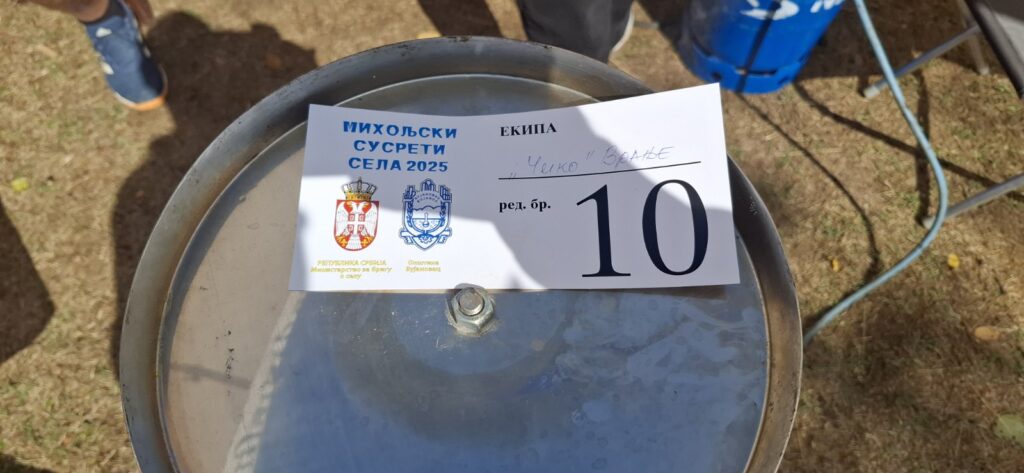 МИХОЉСКИ
СУСРЕТИ
СЕЛА 2025
РЕПУБЛИКА СРБИЈА
Министарство за бригу
о селу
Општина
Бујановац
ЕКИПА
„Чико" Врање
ред. бр.
10